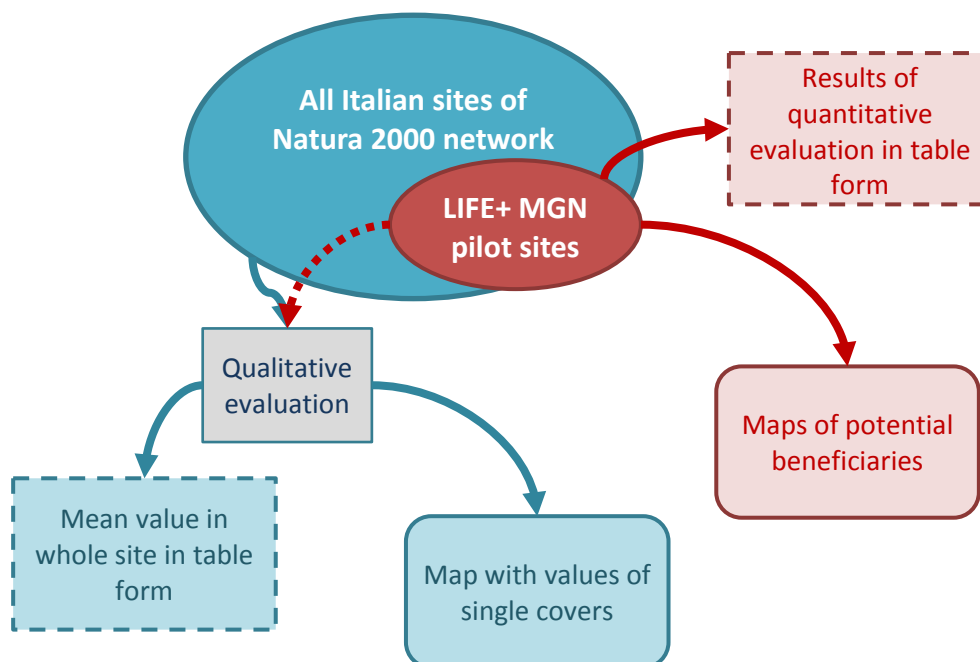 All Italian sites of
Natura 2000 network
Results of
quantitative
evaluation in table
form
LIFE+ MGN
pilot sites
Qualitative
evaluation
Maps of potential
beneficiaries
Mean value in
whole site in table
form
Map with values of
single covers